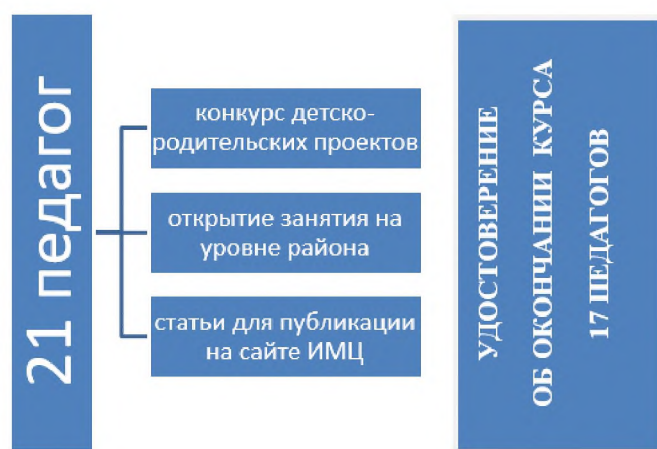 21 педагог
конкурс детско-
родительских проектов
открытие занятия на
уровне района
статьи для публикации
на сайте ИМЦ
УДОСТОВЕРЕНИЕ
ОБ ОКОНЧАНИИ КУРСА
17 ПЕДАГОГОВ